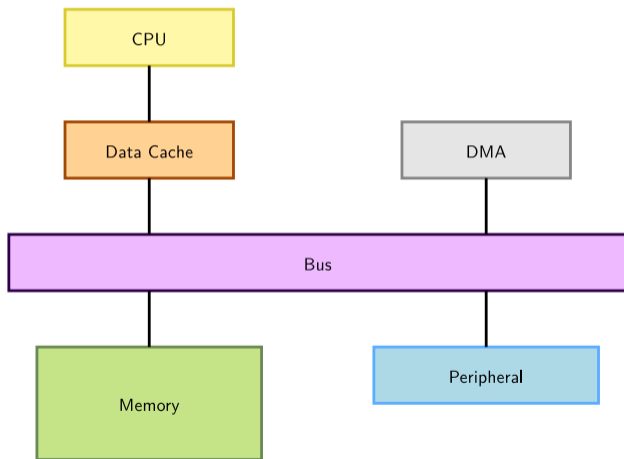 CPU
Data Cache
DMA
Bus
Memory
Peripheral